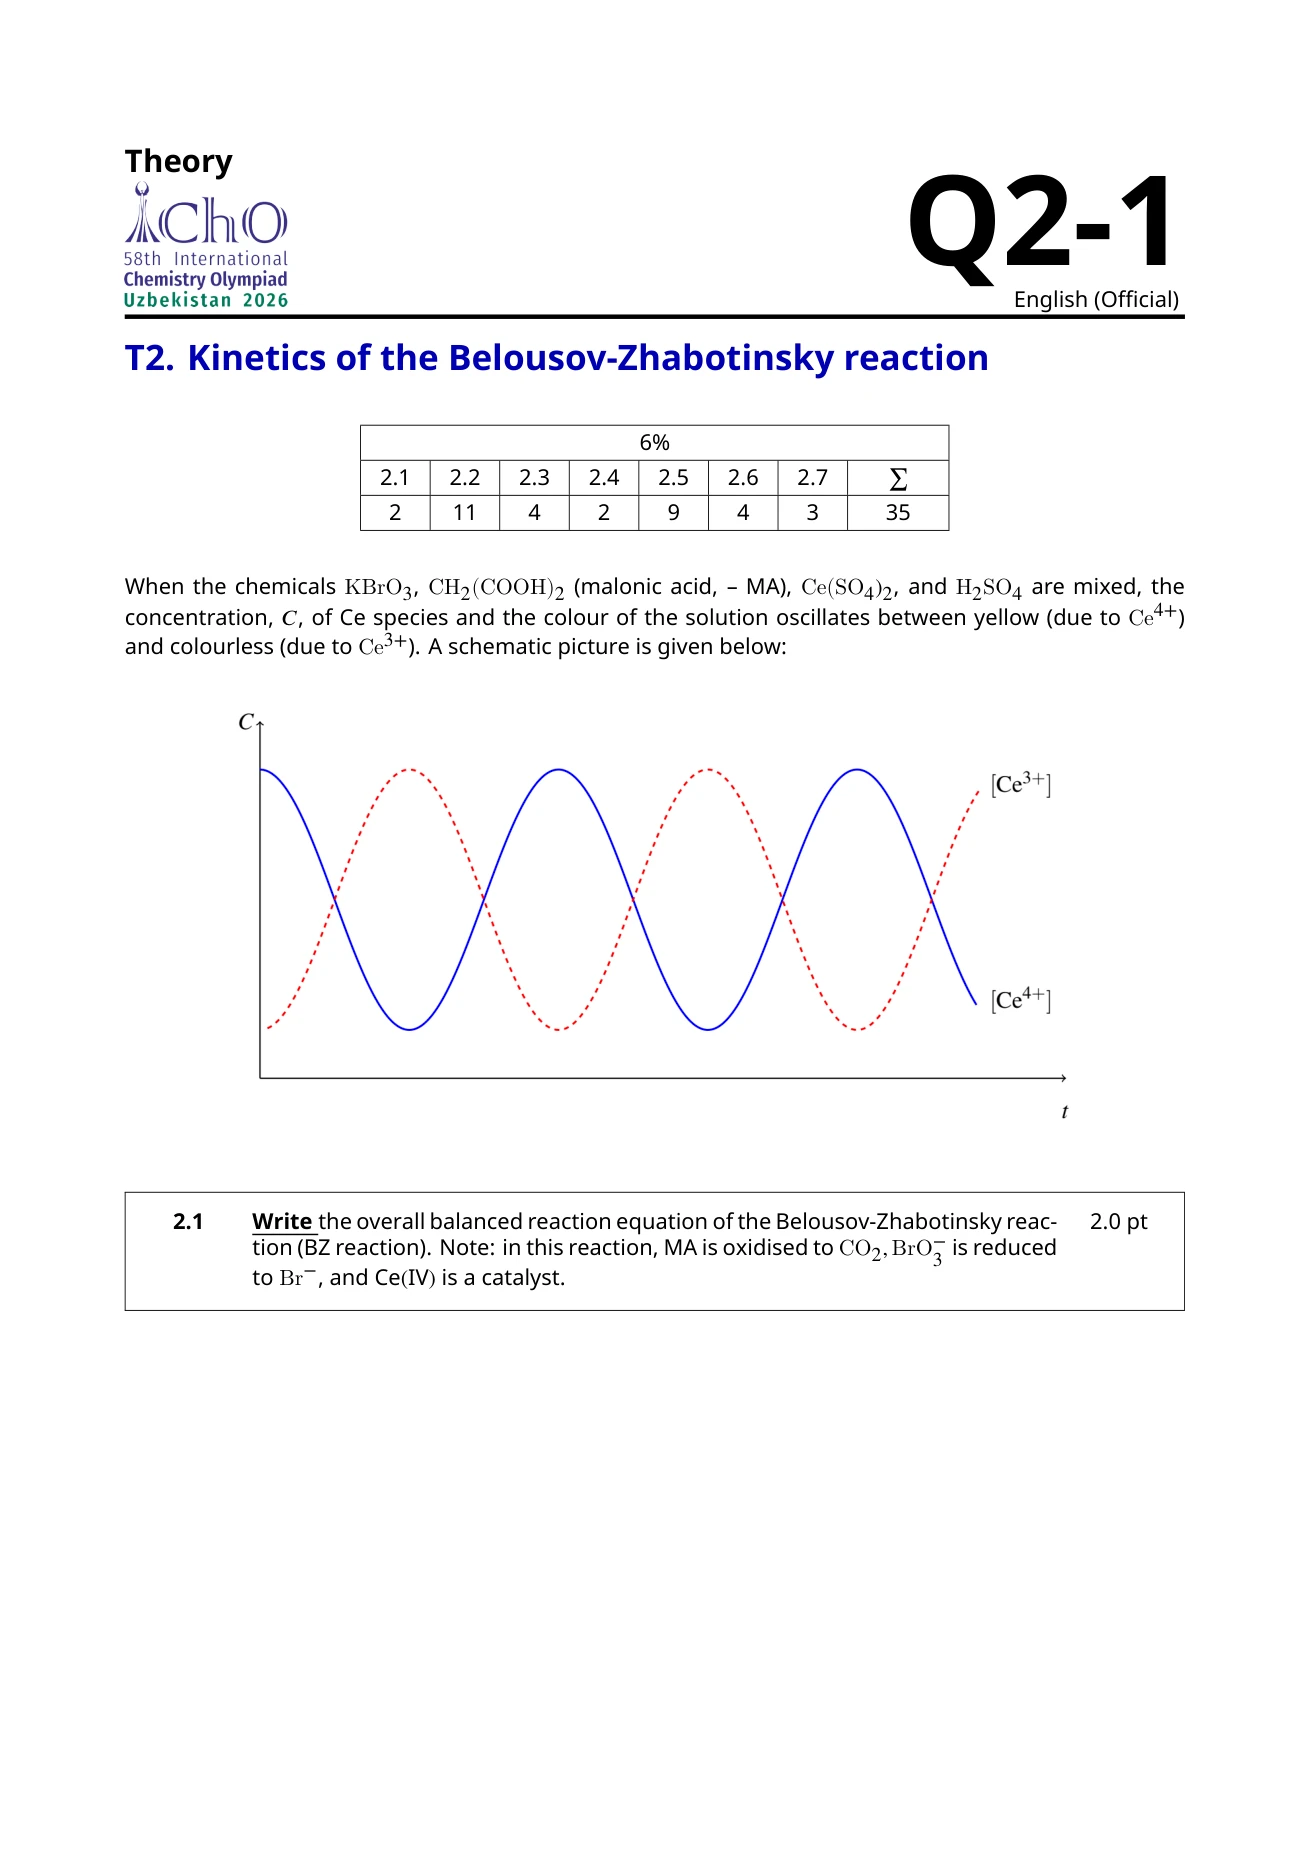 Theory
IChO
58th International
Chemistry Olympiad
Uzbekistan 2026
Q2-1
English (Official)
T2. Kinetics of the Belousov-Zhabotinsky reaction
6%
2.1 2.2 2.3 2.4 2.5 2.6 2.7 ∑
2 11 4 2 9 4 3 35
When the chemicals KBrO₃, CH₂(COOH)₂ (malonic acid, – MA), Ce(SO₄)₂, and H₂SO₄ are mixed, the
concentration, C, of Ce species and the colour of the solution oscillates between yellow (due to Ce⁴⁺)
and colourless (due to Ce³⁺). A schematic picture is given below:
C
[Ce³⁺]
[Ce⁴⁺]
t
2.1 Write the overall balanced reaction equation of the Belousov-Zhabotinsky reac- 2.0 pt
tion (BZ reaction). Note: in this reaction, MA is oxidised to CO₂, BrO₃⁻ is reduced
to Br⁻, and Ce(IV) is a catalyst.